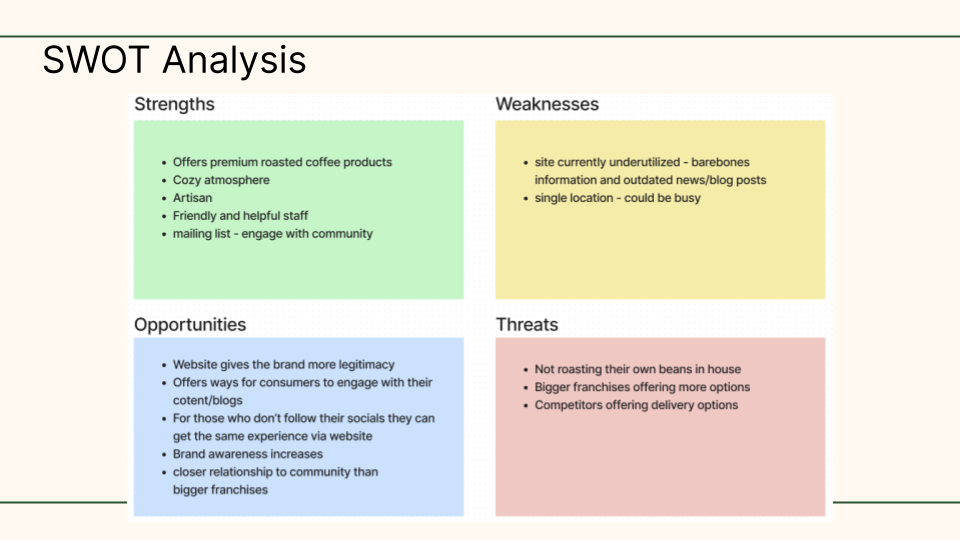 SWOT Analysis
Strengths
• Offers premium roasted coffee products
• Cozy atmosphere
• Artisan
• Friendly and helpful staff
• mailing list - engage with community
Weaknesses
• site currently underutilized - barebones
information and outdated news/blog posts
• single location - could be busy
Opportunities
• Website gives the brand more legitimacy
• Offers ways for consumers to engage with their
cotent/blogs
• For those who don't follow their socials they can
get the same experience via website
• Brand awareness increases
• closer relationship to community than
bigger franchises
Threats
• Not roasting their own beans in house
• Bigger franchises offering more options
• Competitors offering delivery options